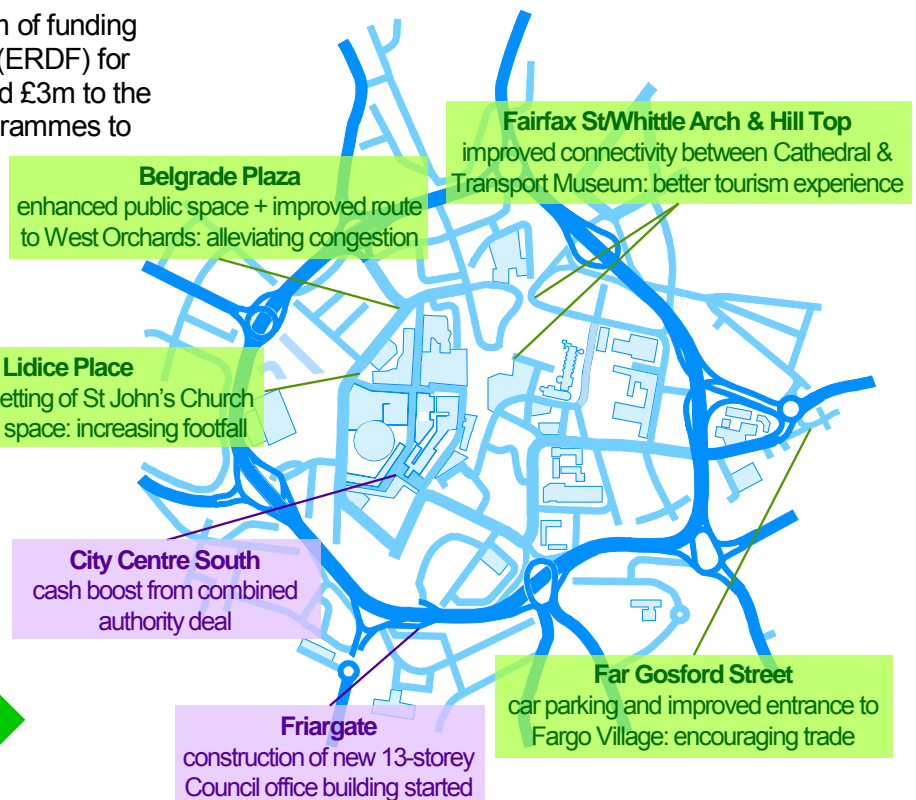 of funding
(ERDF) for
£3m to the
rammes to
Fairfax St/Whittle Arch & Hill Top
improved connectivity between Cathedral &
Transport Museum: better tourism experience
Belgrade Plaza
enhanced public space + improved route
to West Orchards: alleviating congestion
Lidice Place
etting of St John's Church
space: increasing footfall
City Centre South
cash boost from combined
authority deal
Far Gosford Street
car parking and improved entrance to
Fargo Village: encouraging trade
Friargate
construction of new 13-storey
Council office building started